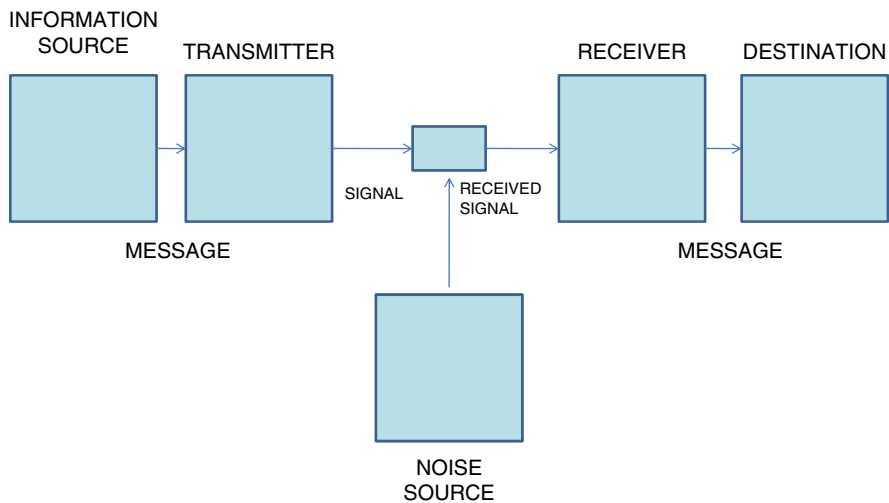 INFORMATION
SOURCE
TRANSMITTER
RECEIVER
DESTINATION
SIGNAL
RECEIVED
SIGNAL
MESSAGE
MESSAGE
NOISE
SOURCE